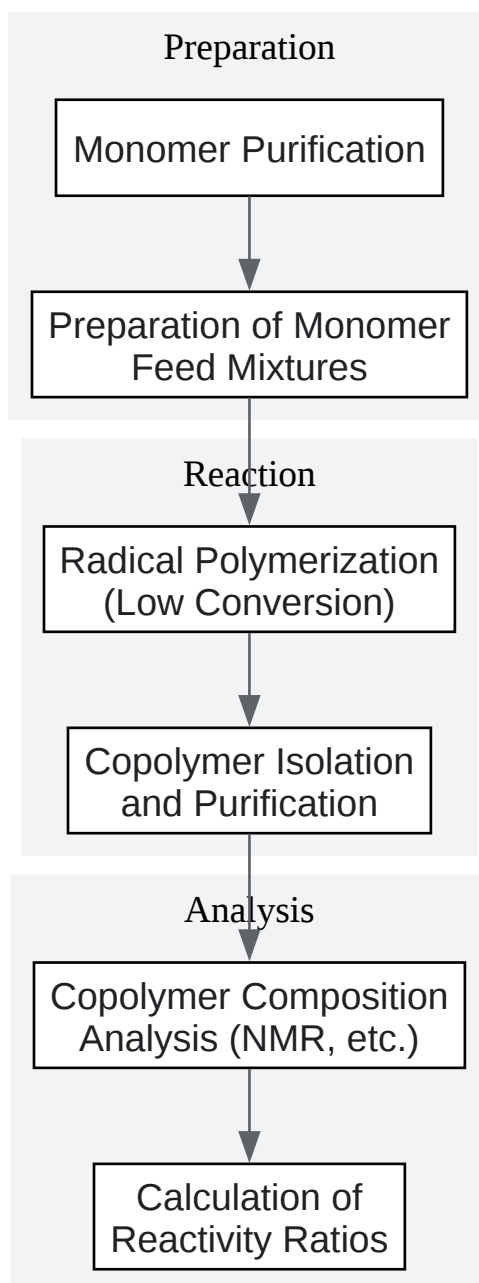 Preparation
Monomer Purification
Preparation of Monomer
Feed Mixtures
Reaction
Radical Polymerization
(Low Conversion)
Copolymer Isolation
and Purification
Analysis
Copolymer Composition
Analysis (NMR, etc.)
Calculation of
Reactivity Ratios